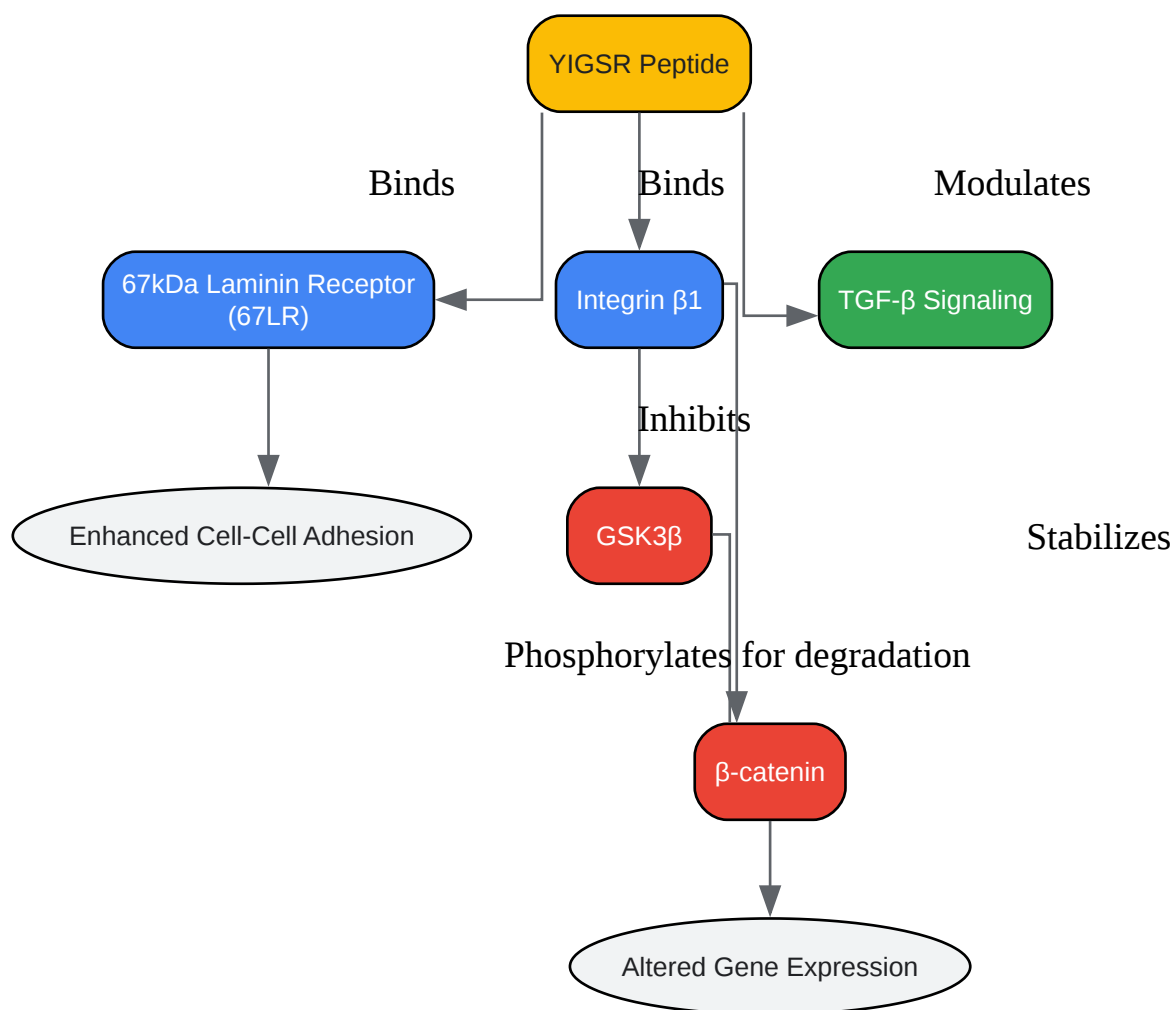 YIGSR Peptide
Binds
Binds
Modulates
67kDa Laminin Receptor
(67LR)
Integrin β1
TGF-β Signaling
Inhibits
Enhanced Cell-Cell Adhesion
GSK3β
Stabilizes
Phosphorylates for degradation
β-catenin
Altered Gene Expression